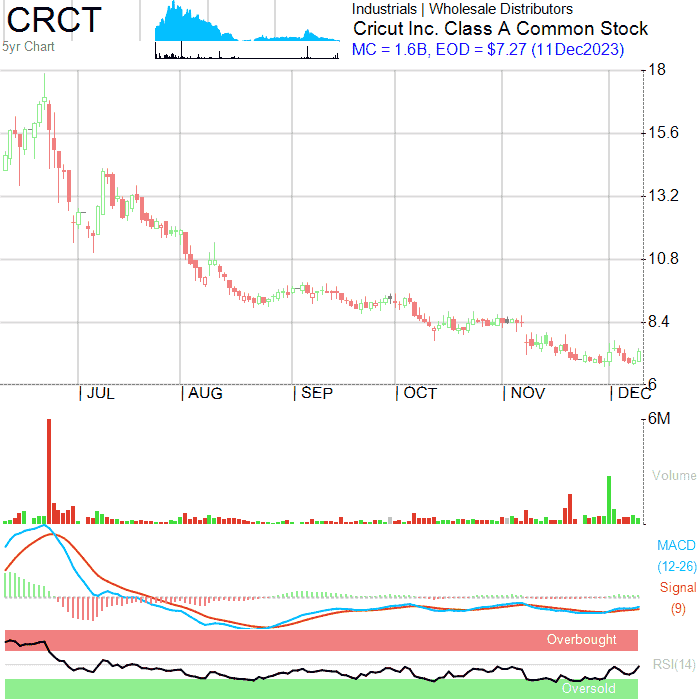 CRCT
5yr Chart
Industrials | Wholesale Distributors
Cricut Inc. Class A Common Stock
MC = 1.6B, EOD = $7.27 (11Dec2023)
18
15.6
13.2
10.8
8.4
6
| JUL | AUG | SEP | OCT | NOV | DEC
6M
Volume
MACD
(12-26)
Signal
(9)
Overbought
RSI(14)
Oversold